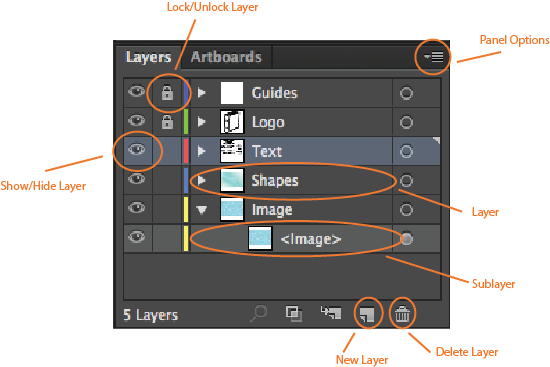 Lock/Unlock Layer
Panel Options
Layers Artboards
Guides
Logo
Text
Show/Hide Layer
Shapes
Layer
Image
<Image>
Sublayer
5 Layers
New Layer
Delete Layer